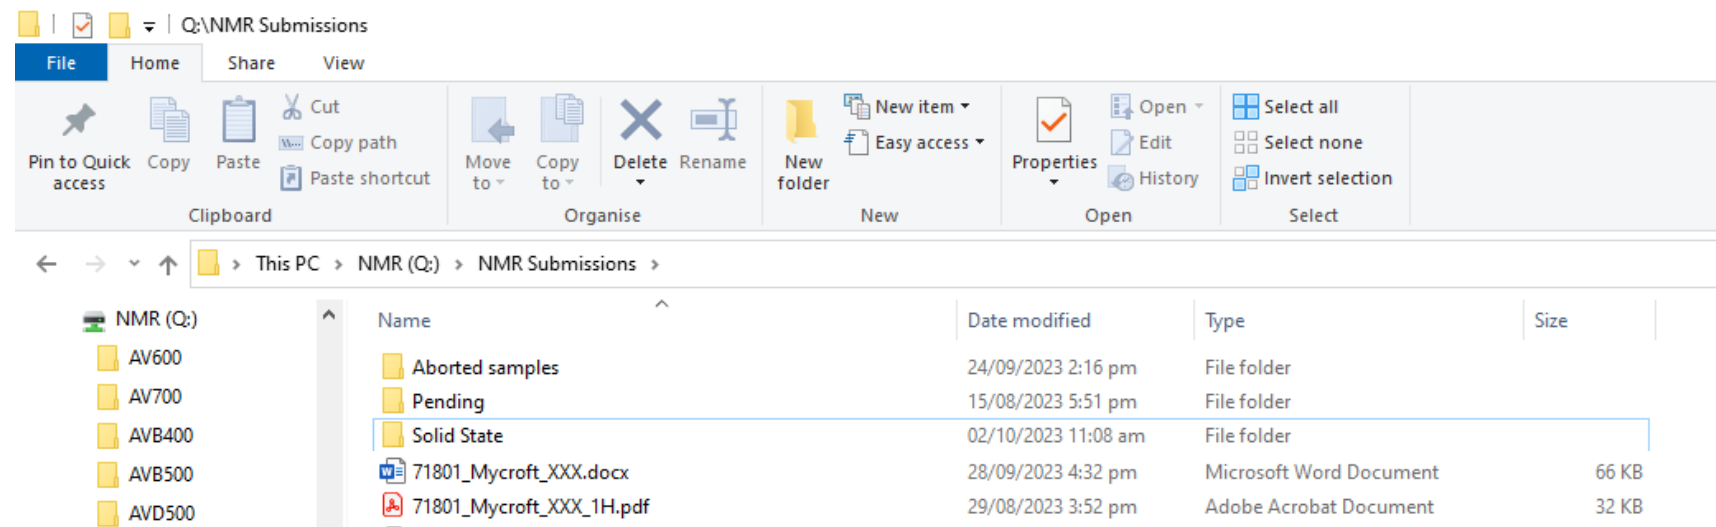 Q:\NMR Submissions
File Home Share View
Pin to Quick access
Copy
Paste
Cut
Copy path
Paste shortcut
Clipboard
Move to
Copy to
Delete
Rename
Organise
New folder
New item
Easy access
New
Properties
Open
Edit
History
Open
Select all
Select none
Invert selection
Select
This PC > NMR (Q:) > NMR Submissions >
NMR (Q:)
AV600
AV700
AVB400
AVB500
AVD500
Name Date modified Type Size
Aborted samples 24/09/2023 2:16 pm File folder
Pending 15/08/2023 5:51 pm File folder
Solid State 02/10/2023 11:08 am File folder
71801_Mycroft_XXX.docx 28/09/2023 4:32 pm Microsoft Word Document 66 KB
71801_Mycroft_XXX_1H.pdf 29/08/2023 3:52 pm Adobe Acrobat Document 32 KB